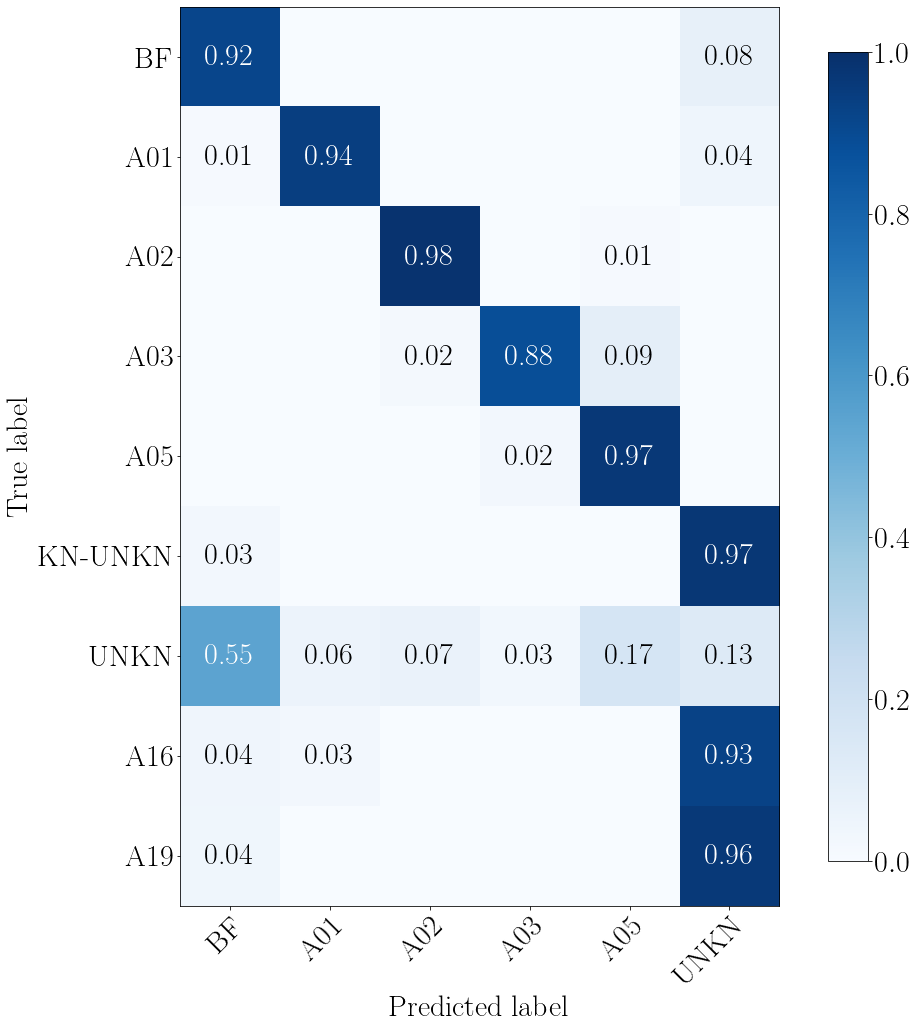 BF 0.92 0.08
A01 0.01 0.94 0.04
A02 0.98 0.01
A03 0.02 0.88 0.09
A05 0.02 0.97
KN-UNKN 0.03 0.97
UNKN 0.55 0.06 0.07 0.03 0.17 0.13
A16 0.04 0.03 0.93
A19 0.04 0.96
True label
BF A01 A02 A03 A05 UNKN
Predicted label
1.0
0.8
0.6
0.4
0.2
0.0